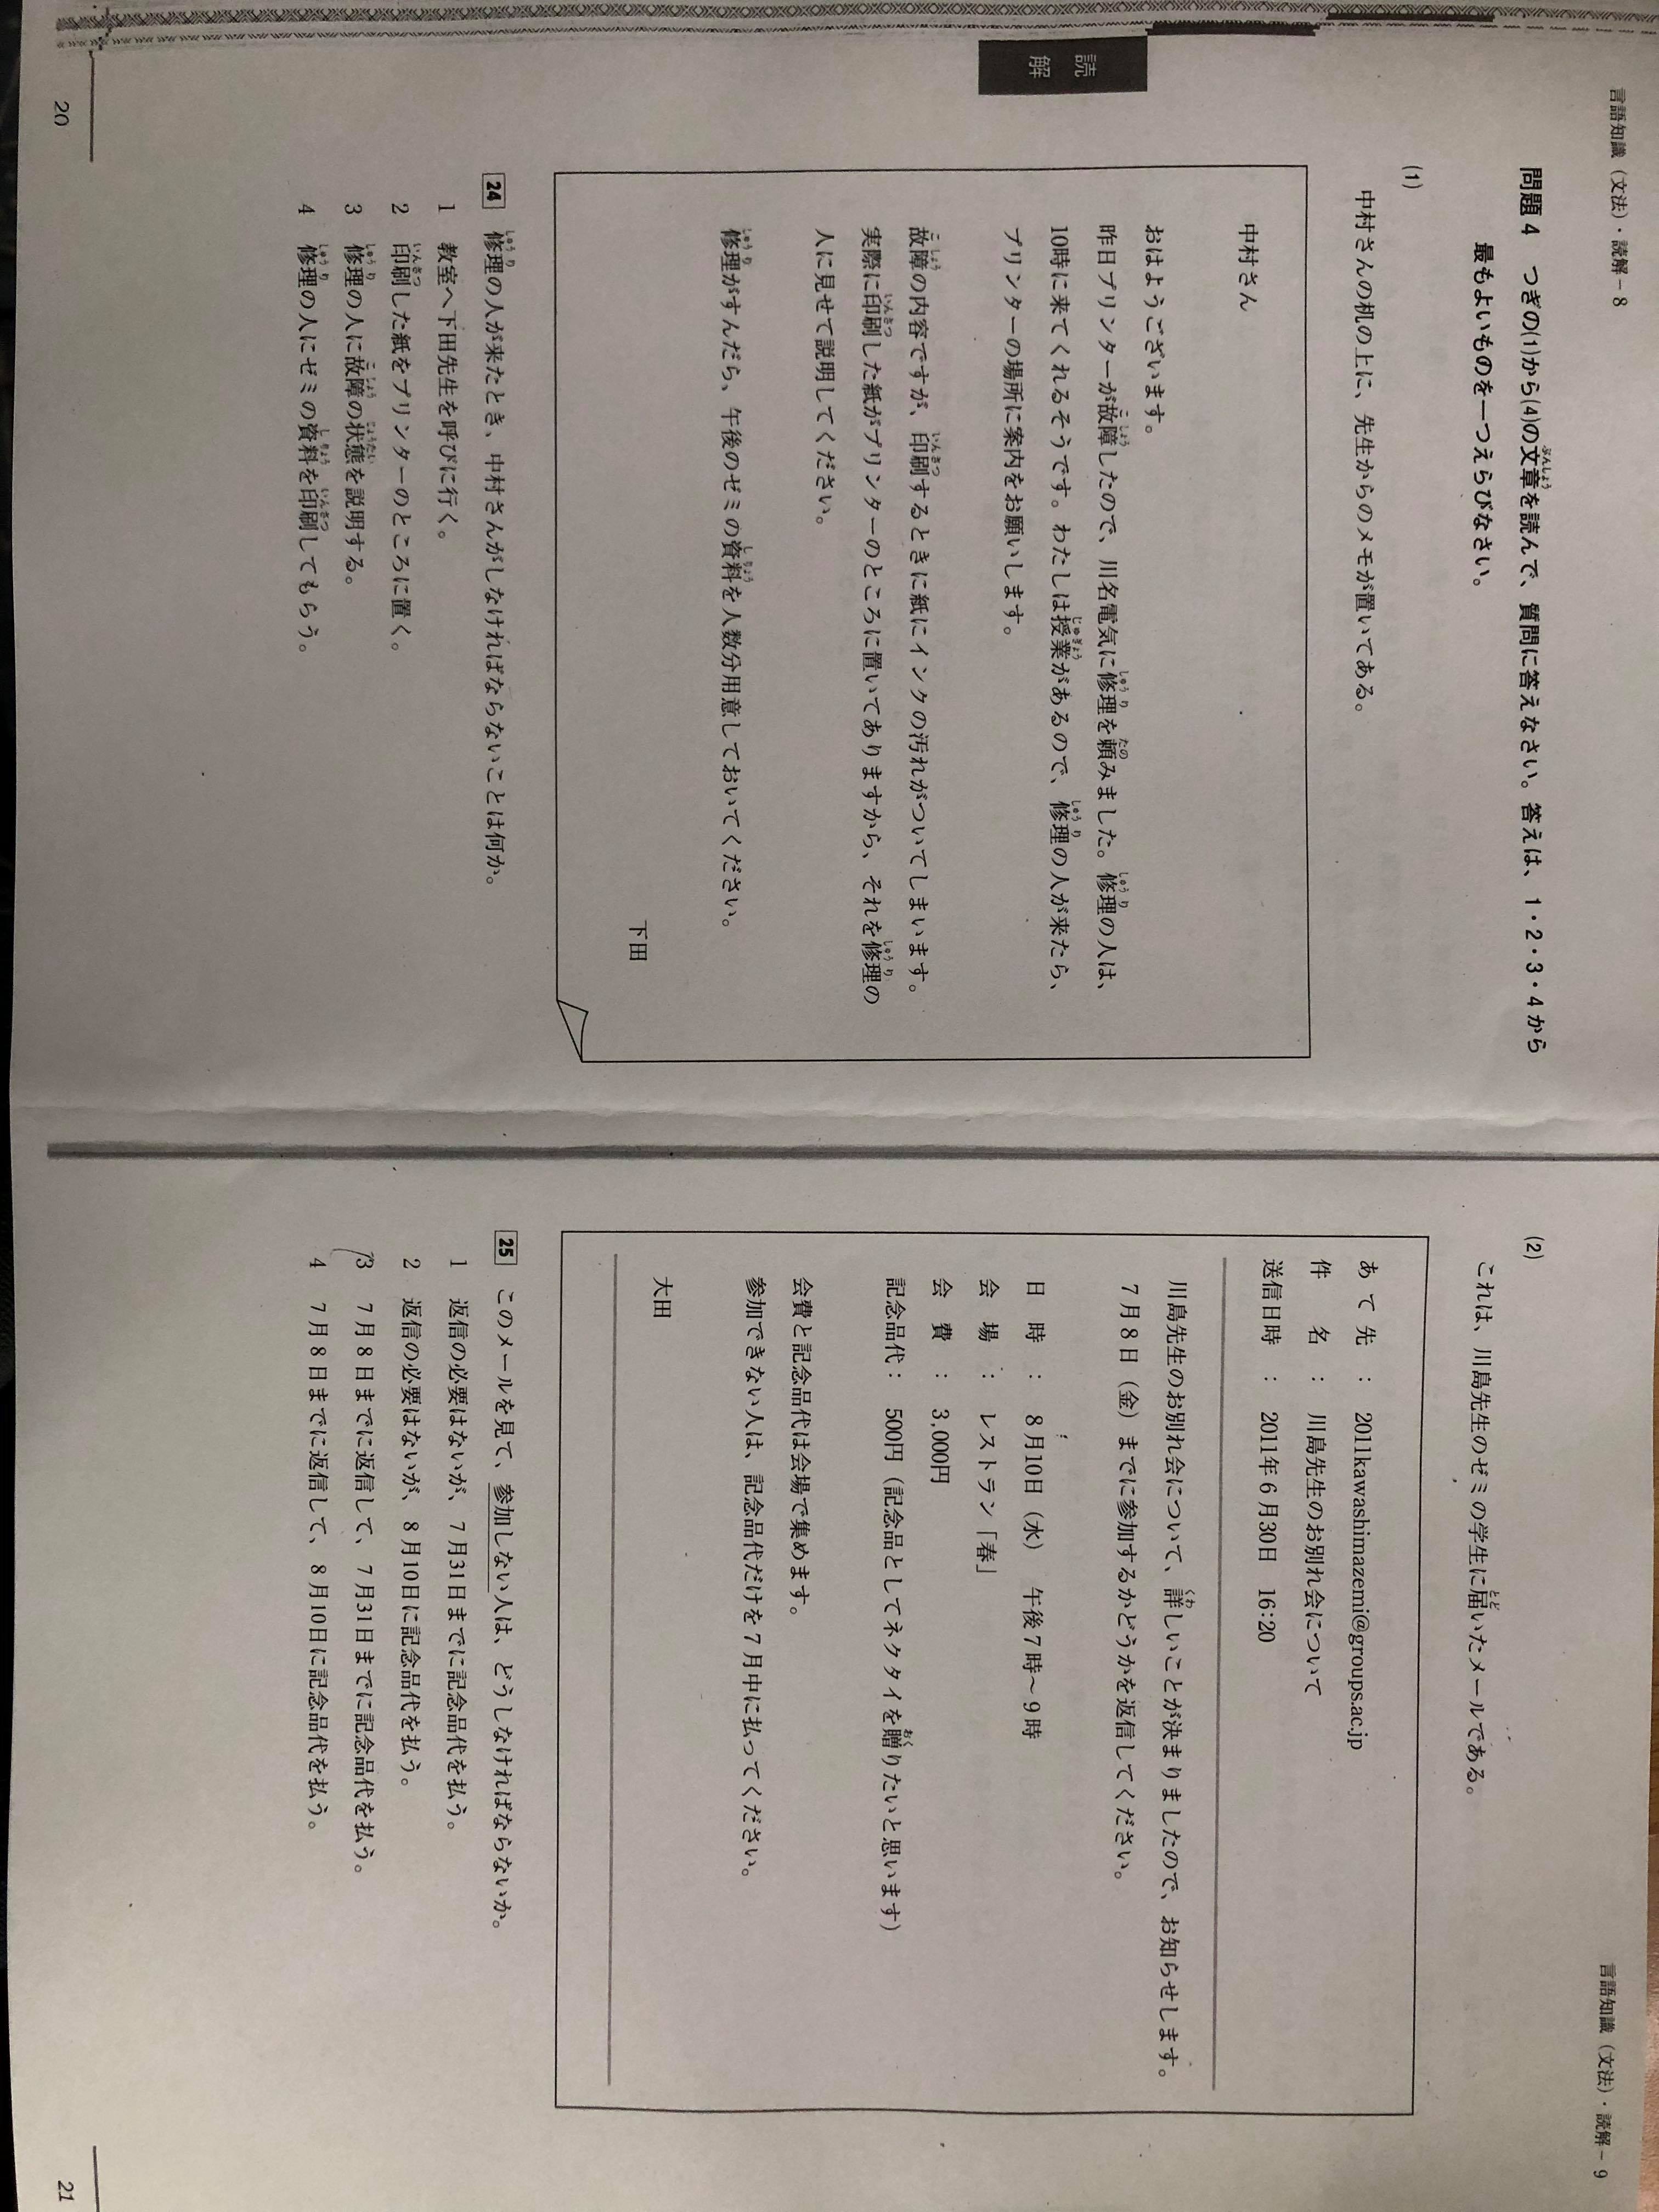 言語知識（文法）・読解－8
読解
問題4　つぎの(1)から(4)の文章を読んで、質問に答えなさい。答えは、1・2・3・4から
最もよいものを一つえらびなさい。
(1)
中村さんの机の上に、先生からのメモが置いてある。
中村さん
おはようございます。
昨日プリンターが故障したので、川名電気に修理を頼みました。修理の人は、
10時に来てくれるそうです。わたしは授業があるので、修理の人が来たら、
プリンターの場所に案内をお願いします。
故障の内容ですが、印刷するときに紙にインクの汚れがついてしまいます。
実際に印刷した紙がプリンターのところに置いてありますから、それを修理の
人に見せて説明してください。
修理がすんだら、午後のゼミの資料を人数分用意しておいてください。
下田
24　修理の人が来たとき、中村さんがしなければならないことは何か。
1　教室へ下田先生を呼びに行く。
2　印刷した紙をプリンターのところに置く。
3　修理の人に故障の状態を説明する。
4　修理の人にゼミの資料を印刷してもらう。
20
言語知識（文法）・読解－9
(2)
これは、川島先生のゼミの学生に届いたメールである。
あて先　：　2011kawashimazemi@groups.ac.jp
件　名　：　川島先生のお別れ会について
送信日時　：　2011年6月30日　16:20
川島先生のお別れ会について、詳しいことが決まりましたので、お知らせします。
7月8日（金）までに参加するかどうかを返信してください。
日　時　：　8月10日（水）　午後7時～9時
会　場　：　レストラン「春」
会　費　：　3,000円
記念品代：　500円（記念品としてネクタイを贈りたいと思います）
会費と記念品代は会場で集めます。
参加できない人は、記念品代だけを7月中に払ってください。
大田
25　このメールを見て、参加しない人は、どうしなければならないか。
1　返信の必要はないが、7月31日までに記念品代を払う。
2　返信の必要はないが、8月10日に記念品代を払う。
3　7月8日までに返信して、7月31日までに記念品代を払う。
4　7月8日までに返信して、8月10日に記念品代を払う。
21